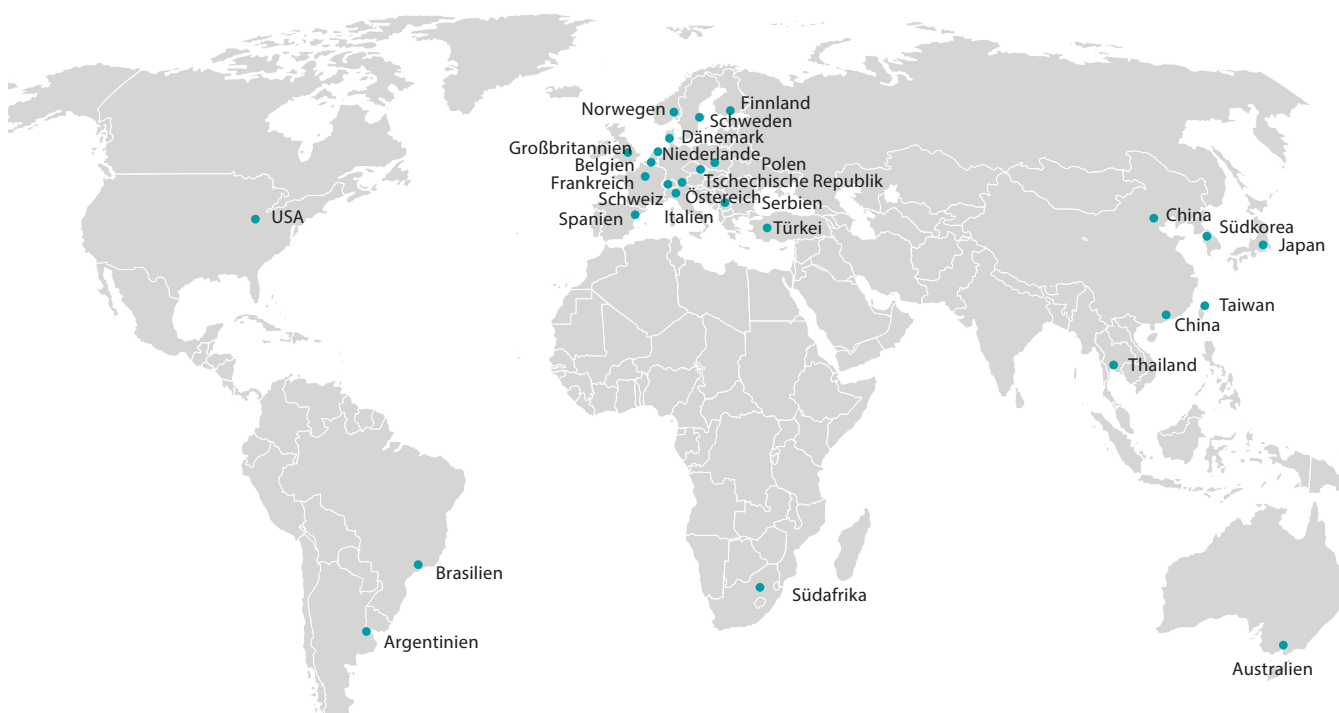 Norwegen
Finnland
Schweden
Dänemark
Großbritannien
Niederlande
Belgien
Polen
Frankreich
Tschechische Republik
Schweiz
Östereich
Serbien
Spanien
Italien
Türkei
USA
China
Südkorea
Japan
Taiwan
China
Thailand
Brasilien
Südafrika
Argentinien
Australien